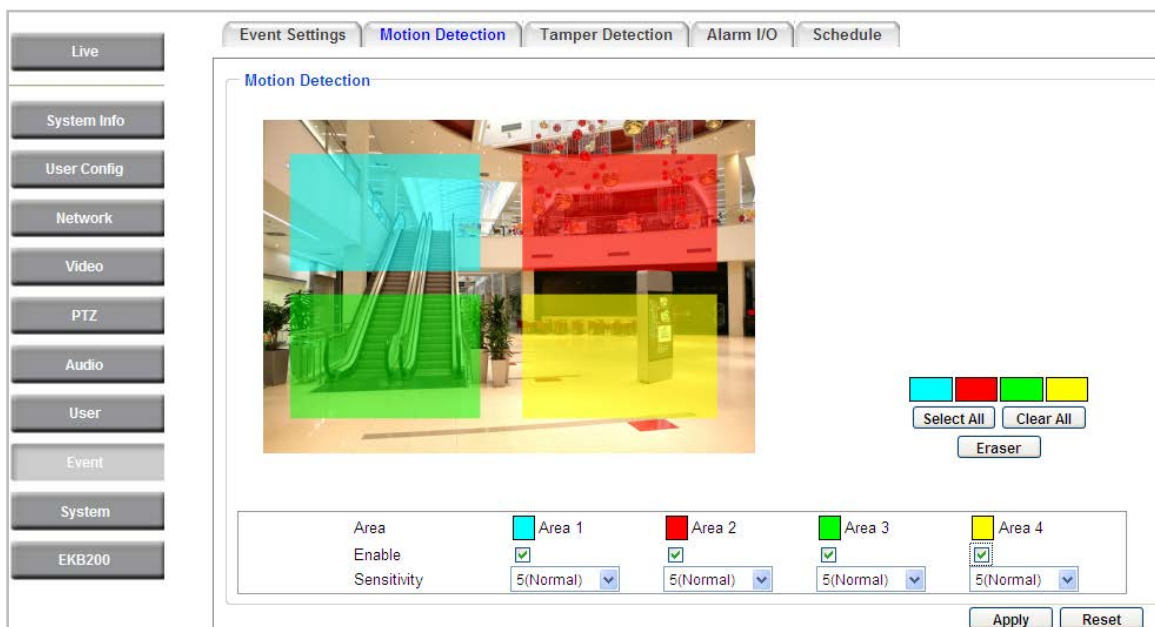 Live
System Info
User Config
Network
Video
PTZ
Audio
User
Event
System
EKB200
Event Settings Motion Detection Tamper Detection Alarm I/O Schedule
Motion Detection
Select All Clear All
Eraser
Area Area 1 Area 2 Area 3 Area 4
Enable
Sensitivity 5(Normal) 5(Normal) 5(Normal) 5(Normal)
Apply Reset